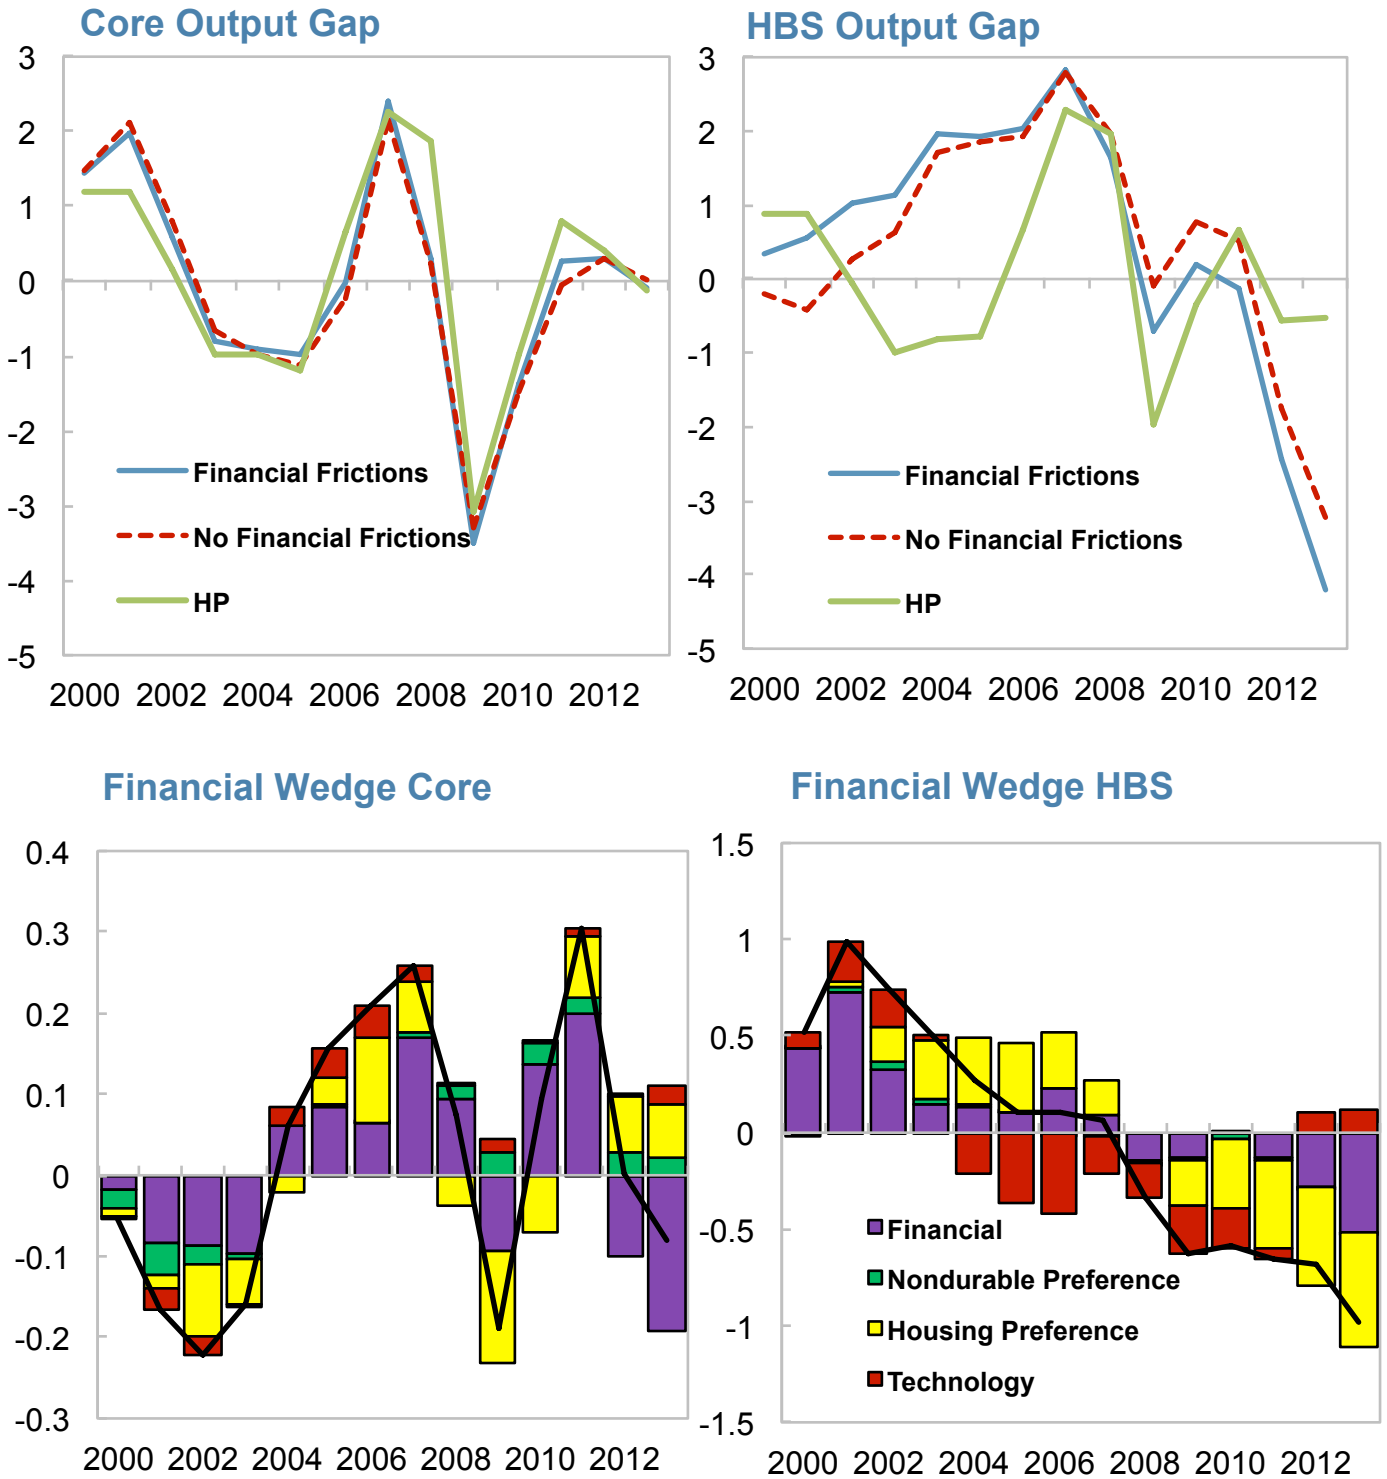 Core Output Gap
3
2
1
0
-1
-2
-3
-4
-5
Financial Frictions
No Financial Frictions
HP
2000 2002 2004 2006 2008 2010 2012
HBS Output Gap
3
2
1
0
-1
-2
-3
-4
-5
Financial Frictions
No Financial Frictions
HP
2000 2002 2004 2006 2008 2010 2012
Financial Wedge Core
0.4
0.3
0.2
0.1
0
-0.1
-0.2
-0.3
2000 2002 2004 2006 2008 2010 2012
Financial Wedge HBS
1.5
1
0.5
0
-0.5
-1
-1.5
Financial
Nondurable Preference
Housing Preference
Technology
2000 2002 2004 2006 2008 2010 2012